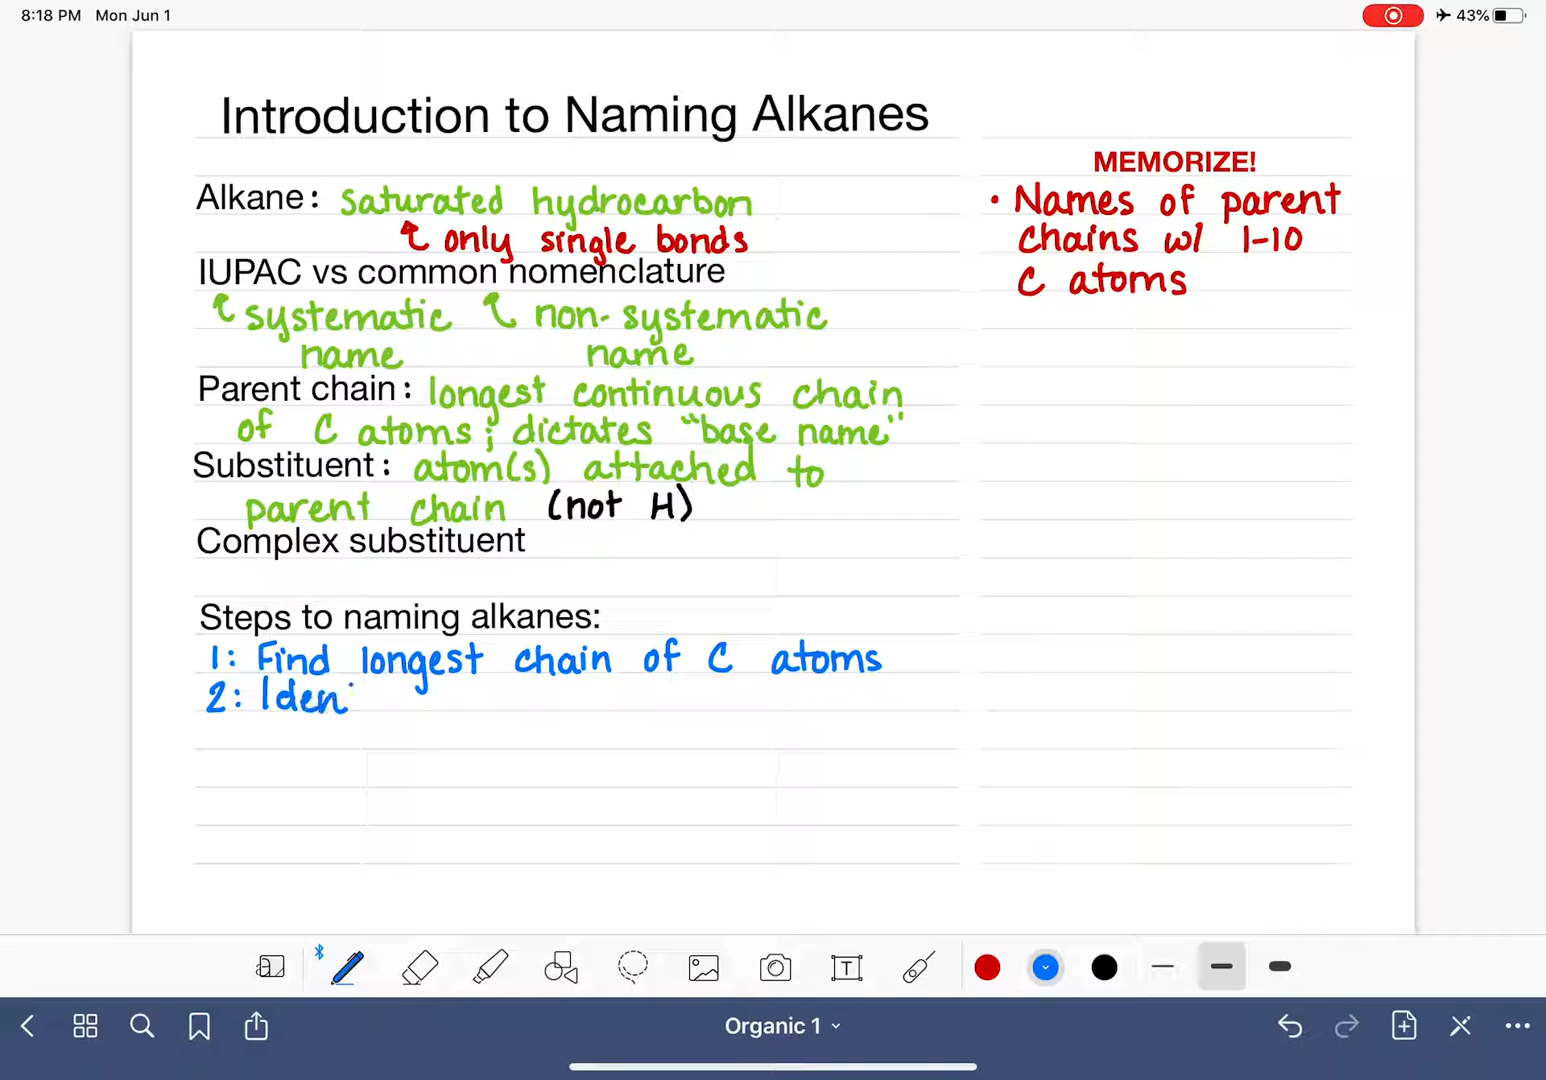 8:18 PM Mon Jun 1
43%
Introduction to Naming Alkanes
Alkane: saturated hydrocarbon
only single bonds
IUPAC vs common nomenclature
systematic non-systematic
name name
Parent chain: longest continuous chain
of C atoms; dictates "base name"
Substituent: atom(s) attached to
parent chain (not H)
Complex substituent
Steps to naming alkanes:
1: Find longest chain of C atoms
2: Iden
MEMORIZE!
• Names of parent
chains w/ 1-10
C atoms
Organic 1